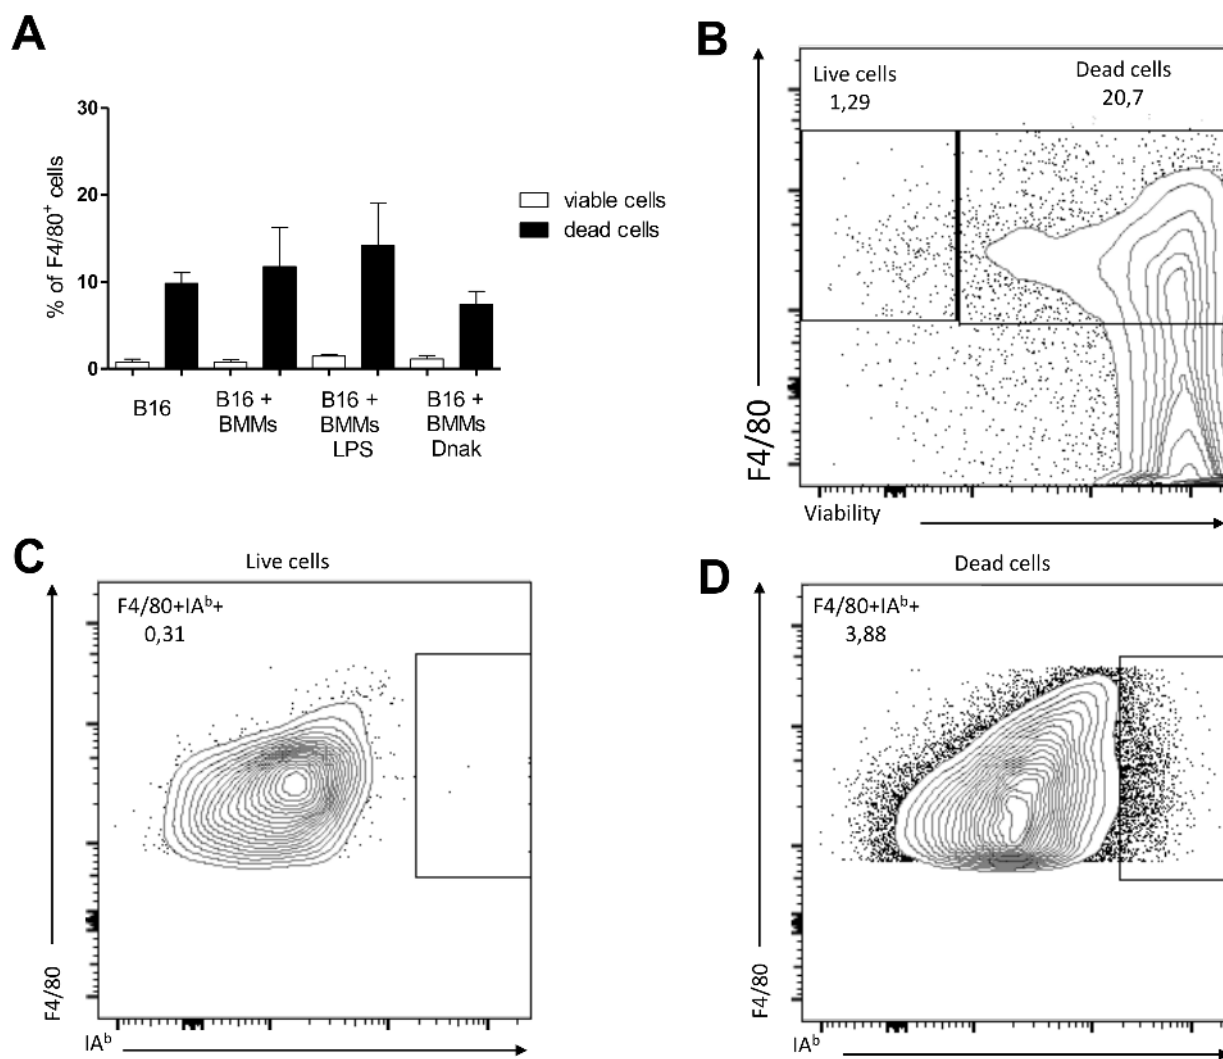 A
% of F4/80+ cells
30
20
10
0
B16
B16 +
BMMs
B16 +
BMMs
LPS
B16 +
BMMs
Dnak
viable cells
dead cells
B
Live cells
1,29
Dead cells
20,7
F4/80
Viability
C
Live cells
F4/80+IAb+
0,31
F4/80
IAb
D
Dead cells
F4/80+IAb+
3,88
F4/80
IAb